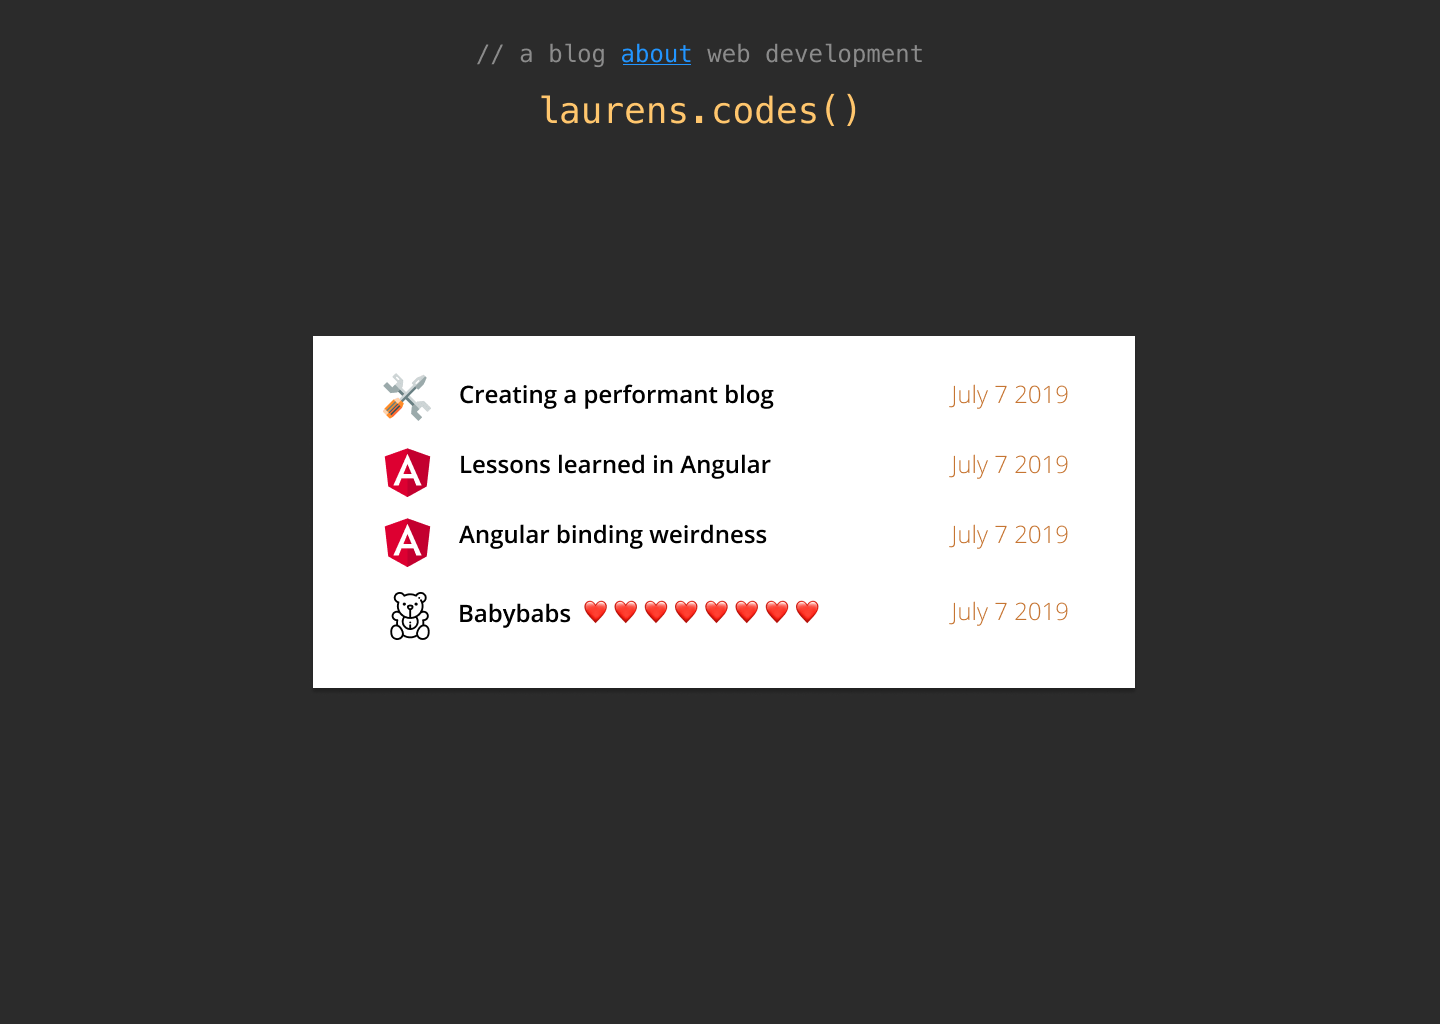 // a blog about web development
laurens.codes()
Creating a performant blog July 7 2019
Lessons learned in Angular July 7 2019
Angular binding weirdness July 7 2019
Babybabs ❤️❤️❤️❤️❤️❤️❤️❤️ July 7 2019